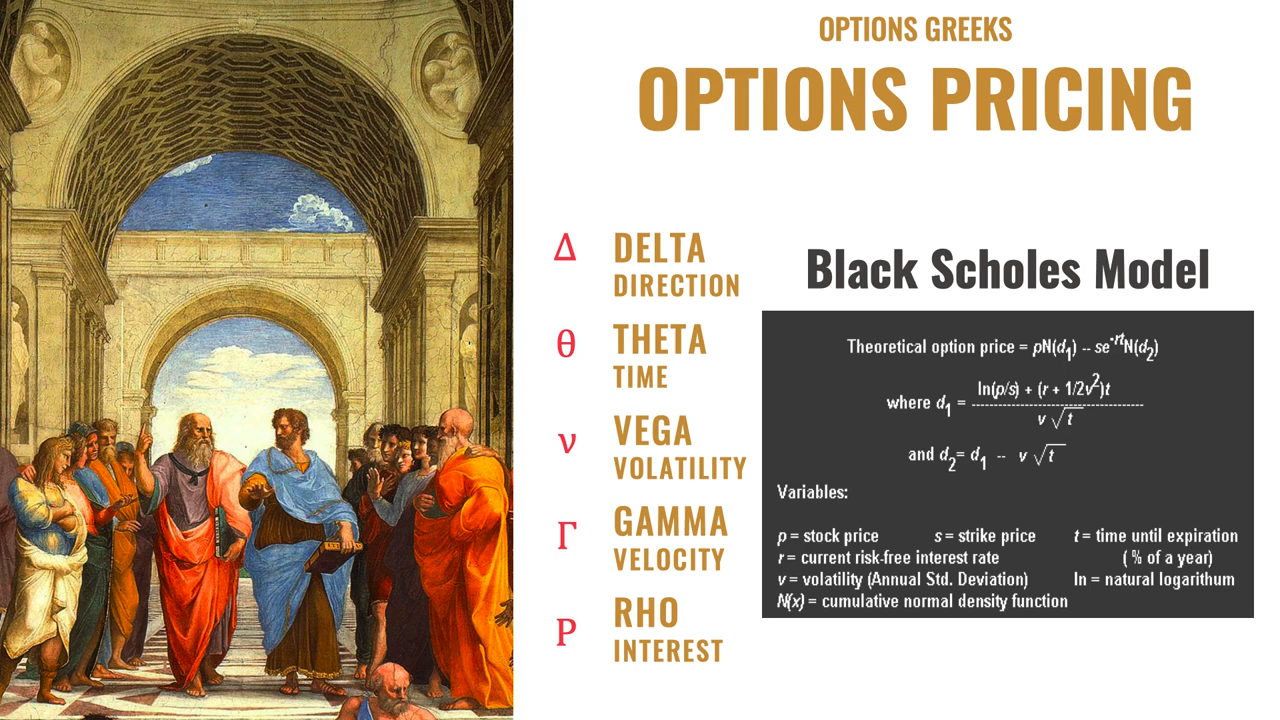 OPTIONS GREEKS
OPTIONS PRICING
Δ DELTA
DIRECTION
θ THETA
TIME
ν VEGA
VOLATILITY
Γ GAMMA
VELOCITY
Ρ RHO
INTEREST
Black Scholes Model
Theoretical option price = pN(d₁) -- se⁻ʳᵗN(d₂)
where d₁ = ln(p/s) + (r + 1/2v²)t
v √t
and d₂= d₁ -- v √t
Variables:
p = stock price s = strike price t = time until expiration
r = current risk-free interest rate ( % of a year)
v = volatility (Annual Std. Deviation) ln = natural logarithum
N(x) = cumulative normal density function